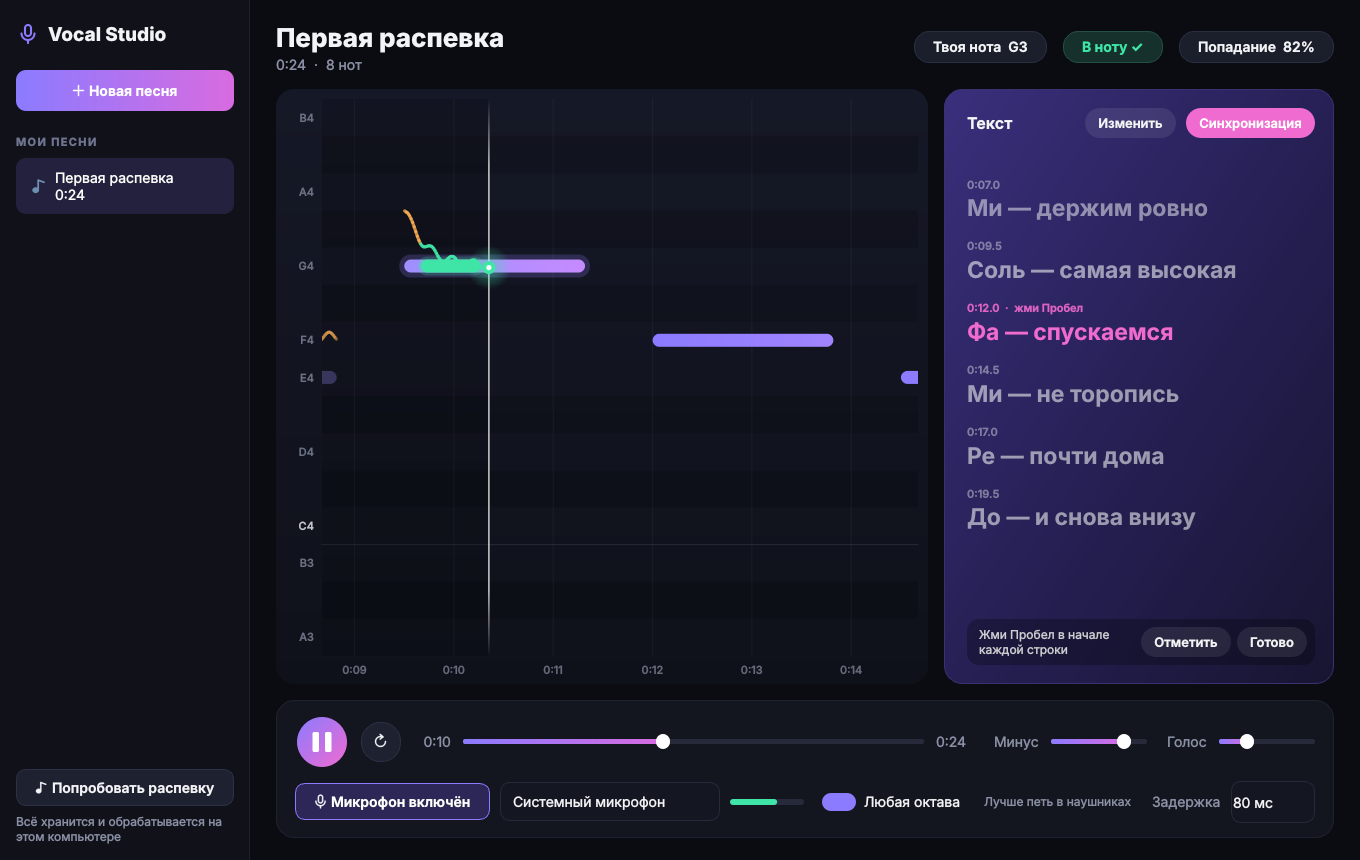 Vocal Studio
+ Новая песня
МОИ ПЕСНИ
Первая распевка
0:24
Попробовать распевку
Всё хранится и обрабатывается на
этом компьютере
Первая распевка
0:24 · 8 нот
Твоя нота G3
В ноту ✓
Попадание 82%
B4
A4
G4
F4
E4
D4
C4
B3
A3
0:09
0:10
0:11
0:12
0:13
0:14
Текст
Изменить
Синхронизация
0:07.0
Ми — держим ровно
0:09.5
Соль — самая высокая
0:12.0 · жми Пробел
Фа — спускаемся
0:14.5
Ми — не торопись
0:17.0
Ре — почти дома
0:19.5
До — и снова внизу
Жми Пробел в начале
каждой строки
Отметить
Готово
0:10
0:24
Минус
Голос
Микрофон включён
Системный микрофон
Любая октава
Лучше петь в наушниках
Задержка
80 мс